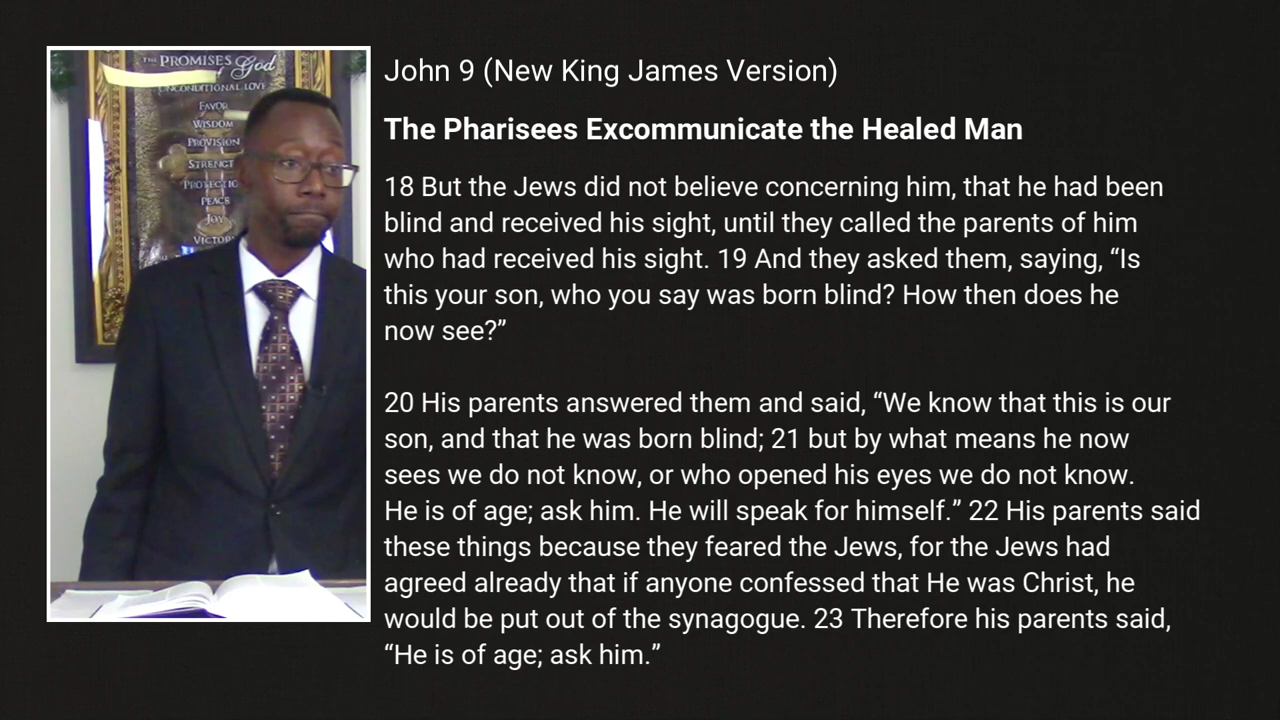 THE PROMISES
of God
UNCONDITIONAL LOVE
FAVOR
WISDOM
PROVISION
STRENGT
PROTECTIO
PEACE
JOY
VICTORY
John 9 (New King James Version)
The Pharisees Excommunicate the Healed Man
18 But the Jews did not believe concerning him, that he had been
blind and received his sight, until they called the parents of him
who had received his sight. 19 And they asked them, saying, “Is
this your son, who you say was born blind? How then does he
now see?”
20 His parents answered them and said, “We know that this is our
son, and that he was born blind; 21 but by what means he now
sees we do not know, or who opened his eyes we do not know.
He is of age; ask him. He will speak for himself.” 22 His parents said
these things because they feared the Jews, for the Jews had
agreed already that if anyone confessed that He was Christ, he
would be put out of the synagogue. 23 Therefore his parents said,
“He is of age; ask him.”